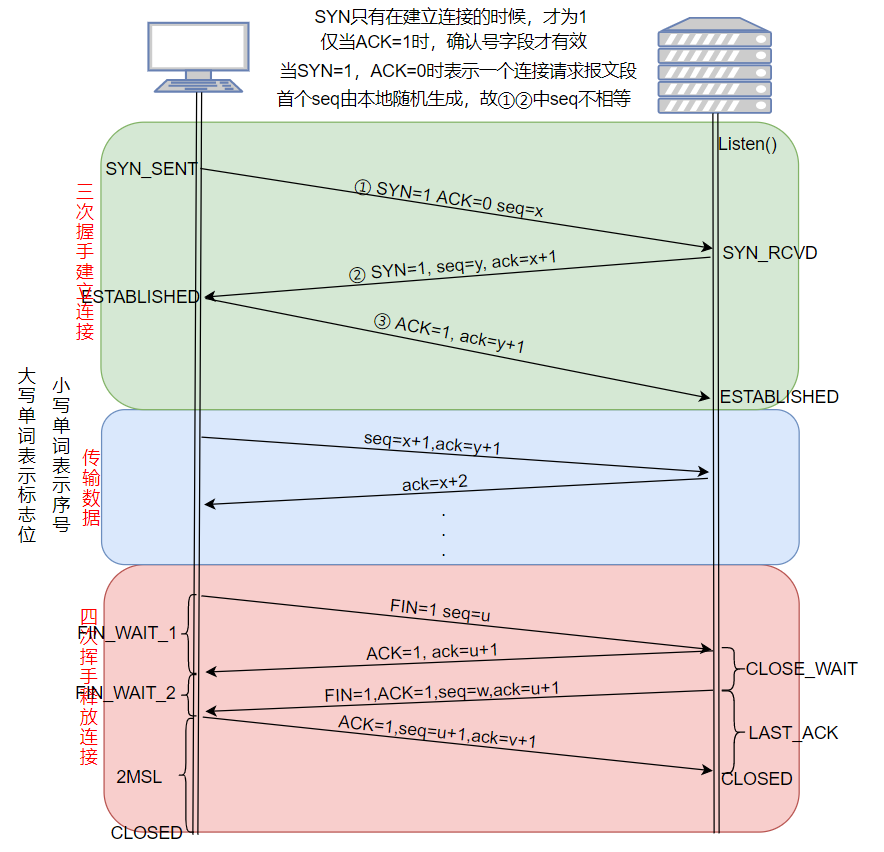 SYN只有在建立连接的时候，才为1
仅当ACK=1时，确认号字段才有效
当SYN=1，ACK=0时表示一个连接请求报文段
首个seq由本地随机生成，故①②中seq不相等
Listen()
三次握手建立连接
SYN_SENT
① SYN=1 ACK=0 seq=x
SYN_RCVD
② SYN=1, seq=y, ack=x+1
ESTABLISHED
③ ACK=1, ack=y+1
ESTABLISHED
大写单词表示标志位
小写单词表示序号
传输数据
seq=x+1,ack=y+1
ack=x+2
.
.
.
四次挥手释放连接
FIN=1 seq=u
FIN_WAIT_1
ACK=1, ack=u+1
CLOSE_WAIT
FIN_WAIT_2
FIN=1,ACK=1,seq=w,ack=u+1
ACK=1,seq=u+1,ack=v+1
LAST_ACK
2MSL
CLOSED
CLOSED